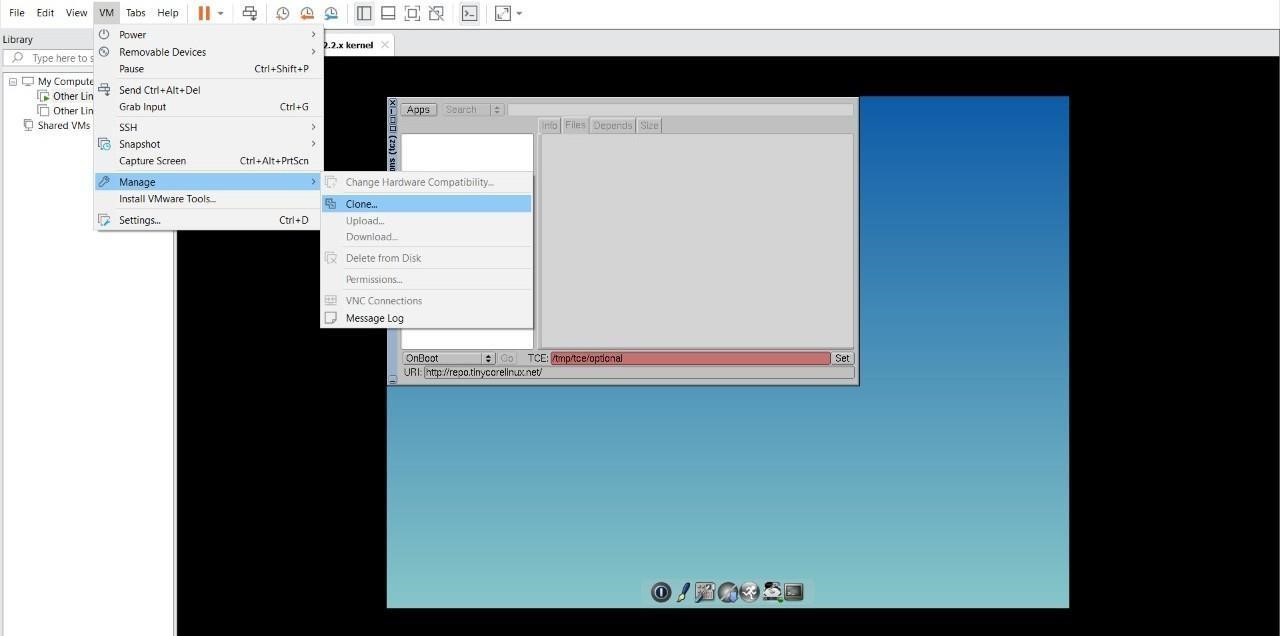 File Edit View VM Tabs Help
Library
2.2.x kernel
Type here to s
My Compute
Other Lin
Other Lin
Shared VMs
Power
Removable Devices
Pause Ctrl+Shift+P
Send Ctrl+Alt+Del
Grab Input Ctrl+G
SSH
Snapshot
Capture Screen Ctrl+Alt+PrtScn
Manage
Install VMware Tools...
Settings... Ctrl+D
Change Hardware Compatibility...
Clone...
Upload...
Download...
Delete from Disk
Permissions...
VNC Connections
Message Log
Apps Search
Info Files Depends Size
ons (tcz)
OnBoot Go TCE: /tmp/tce/optional Set
URI: http://repo.tinycorelinux.net/